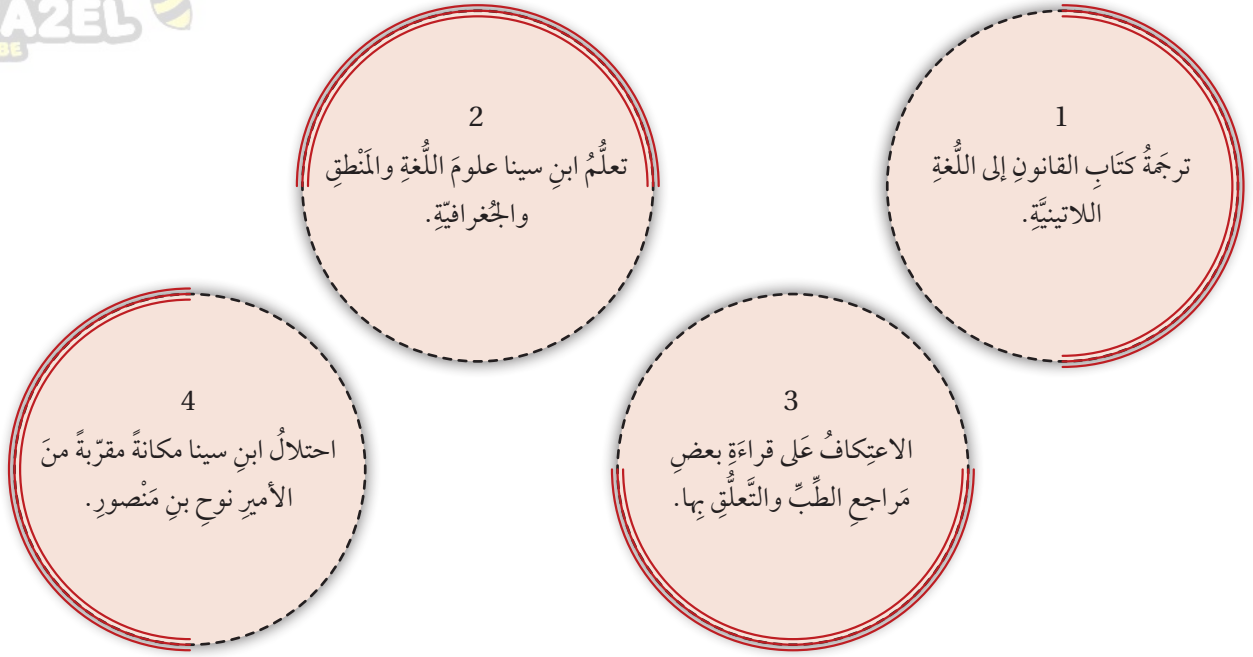 A2EL
BE
1
ترجَمةُ كتَابِ القانونِ إلى اللُّغةِ
اللاتينيَّةِ.
2
تعلُّمُ ابنِ سينا علومَ اللُّغةِ والمَنْطقِ
والجُغرافيّةِ.
3
الاعتِكافُ عَلى قراءَةِ بعضِ
مَراجعِ الطِّبِّ والتَّعلُّقِ بِها.
4
احتلالُ ابنِ سينا مكانةً مقرّبةً منَ
الأميرِ نوحِ بنِ مَنْصورِ.